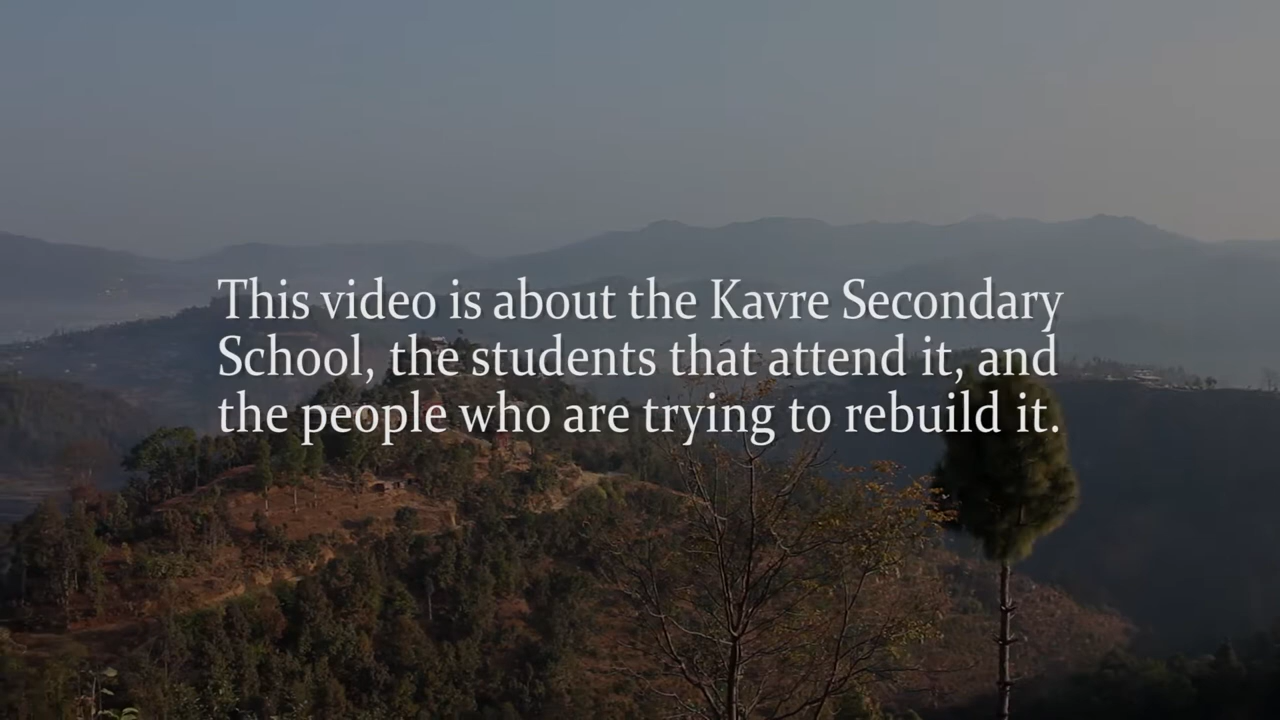 This video is about the Kavre Secondary
School, the students that attend it, and
the people who are trying to rebuild it.